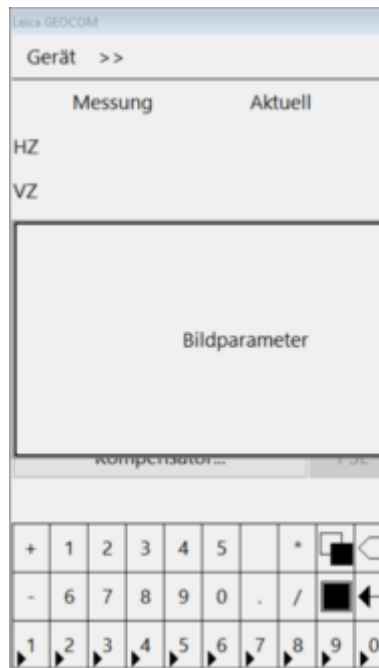 Leica GEOCOM
Gerät >>
Messung Aktuell
HZ
VZ
Bildparameter
Kompensator...
+ 1 2 3 4 5 *
- 6 7 8 9 0 . /
1 2 3 4 5 6 7 8 9 0